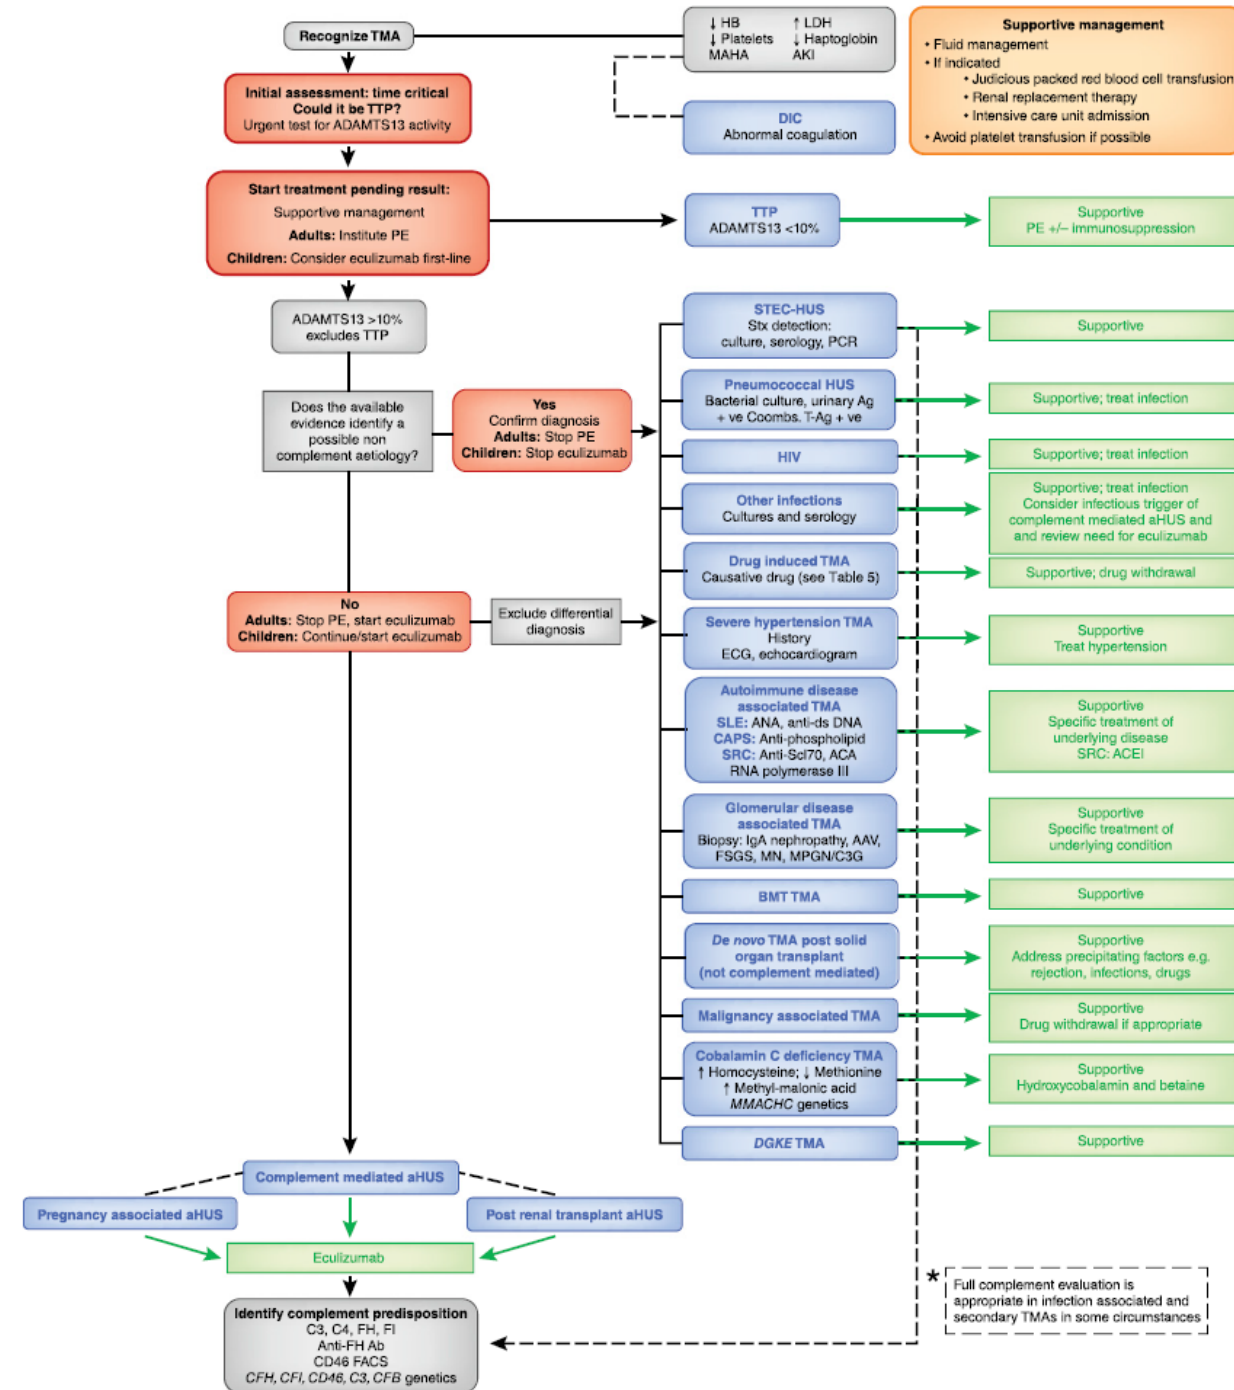 Recognize TMA
↓ HB ↑ LDH
↓ Platelets ↓ Haptoglobin
MAHA AKI
Supportive management
• Fluid management
• If indicated
• Judicious packed red blood cell transfusion
• Renal replacement therapy
• Intensive care unit admission
• Avoid platelet transfusion if possible
Initial assessment: time critical
Could it be TTP?
Urgent test for ADAMTS13 activity
DIC
Abnormal coagulation
Start treatment pending result:
Supportive management
Adults: Institute PE
Children: Consider eculizumab first-line
TTP
ADAMTS13 <10%
Supportive
PE +/– immunosuppression
ADAMTS13 >10%
excludes TTP
STEC-HUS
Stx detection:
culture, serology, PCR
Supportive
Does the available
evidence identify a
possible non
complement aetiology?
Yes
Confirm diagnosis
Adults: Stop PE
Children: Stop eculizumab
Pneumococcal HUS
Bacterial culture, urinary Ag
+ ve Coombs. T-Ag + ve
Supportive; treat infection
HIV
Supportive; treat infection
Other infections
Cultures and serology
Supportive; treat infection
Consider infectious trigger of
complement mediated aHUS and
and review need for eculizumab
Drug induced TMA
Causative drug (see Table 5)
Supportive; drug withdrawal
No
Adults: Stop PE, start eculizumab
Children: Continue/start eculizumab
Exclude differential
diagnosis
Severe hypertension TMA
History
ECG, echocardiogram
Supportive
Treat hypertension
Autoimmune disease
associated TMA
SLE: ANA, anti-ds DNA
CAPS: Anti-phospholipid
SRC: Anti-Scl70, ACA
RNA polymerase III
Supportive
Specific treatment of
underlying disease
SRC: ACEI
Glomerular disease
associated TMA
Biopsy: IgA nephropathy, AAV,
FSGS, MN, MPGN/C3G
Supportive
Specific treatment of
underlying condition
BMT TMA
Supportive
De novo TMA post solid
organ transplant
(not complement mediated)
Supportive
Address precipitating factors e.g.
rejection, infections, drugs
Malignancy associated TMA
Supportive
Drug withdrawal if appropriate
Cobalamin C deficiency TMA
↑ Homocysteine; ↓ Methionine
↑ Methyl-malonic acid
MMACHC genetics
Supportive
Hydroxycobalamin and betaine
DGKE TMA
Supportive
Complement mediated aHUS
Pregnancy associated aHUS
Post renal transplant aHUS
Eculizumab
Identify complement predisposition
C3, C4, FH, FI
Anti-FH Ab
CD46 FACS
CFH, CFI, CD46, C3, CFB genetics
* Full complement evaluation is
appropriate in infection associated and
secondary TMAs in some circumstances